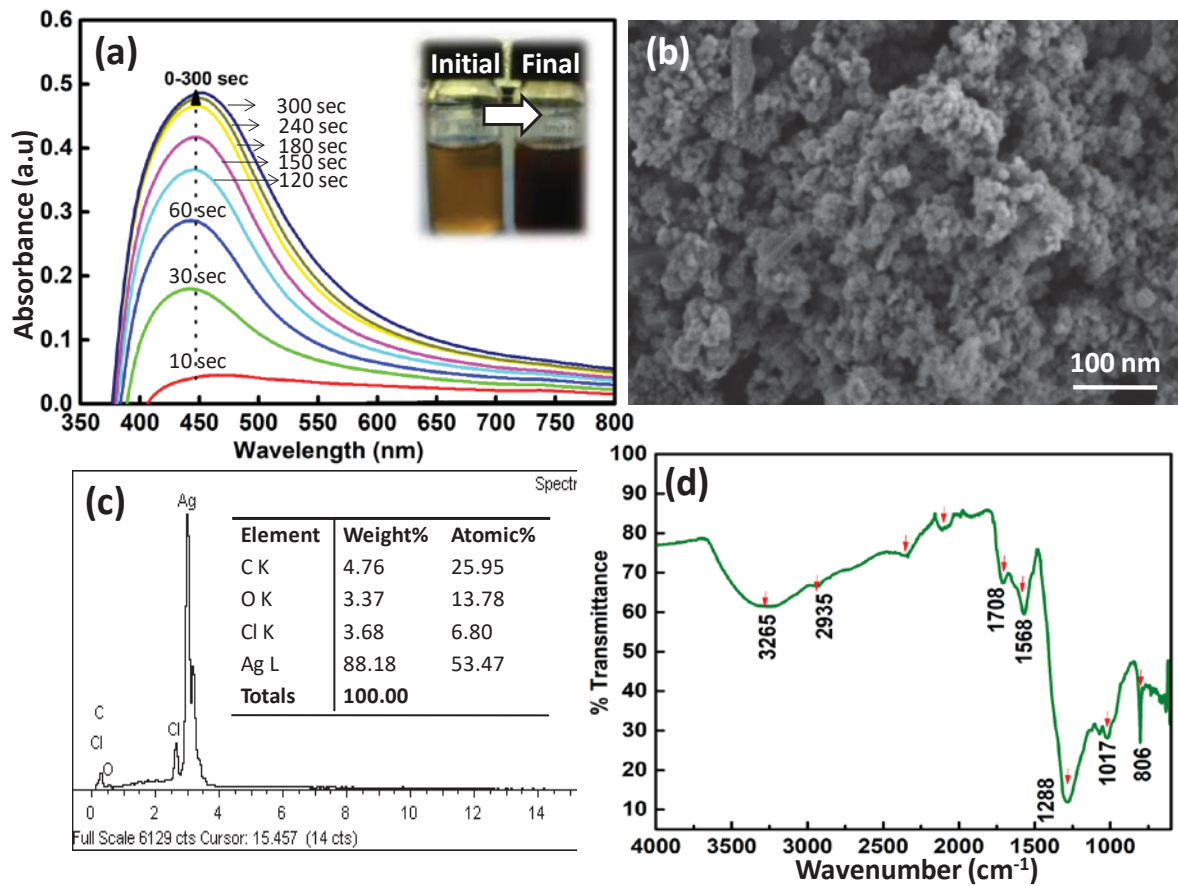 (a)
Absorbance (a.u)
0.6
0.5
0.4
0.3
0.2
0.1
0.0
0-300 sec
300 sec
240 sec
180 sec
150 sec
120 sec
60 sec
30 sec
10 sec
Initial Final
350 400 450 500 550 600 650 700 750 800
Wavelength (nm)
(b)
100 nm
(c)
Spectr
Ag
Element Weight% Atomic%
C K 4.76 25.95
O K 3.37 13.78
Cl K 3.68 6.80
Ag L 88.18 53.47
Totals 100.00
C
Cl
O
Cl
0 2 4 6 8 10 12 14
Full Scale 6129 cts Cursor: 15.457 (14 cts)
(d)
% Transmittance
100
90
80
70
60
50
40
30
20
10
3265
2935
1708
1568
1288
1017
806
4000 3500 3000 2500 2000 1500 1000
Wavenumber (cm⁻¹)